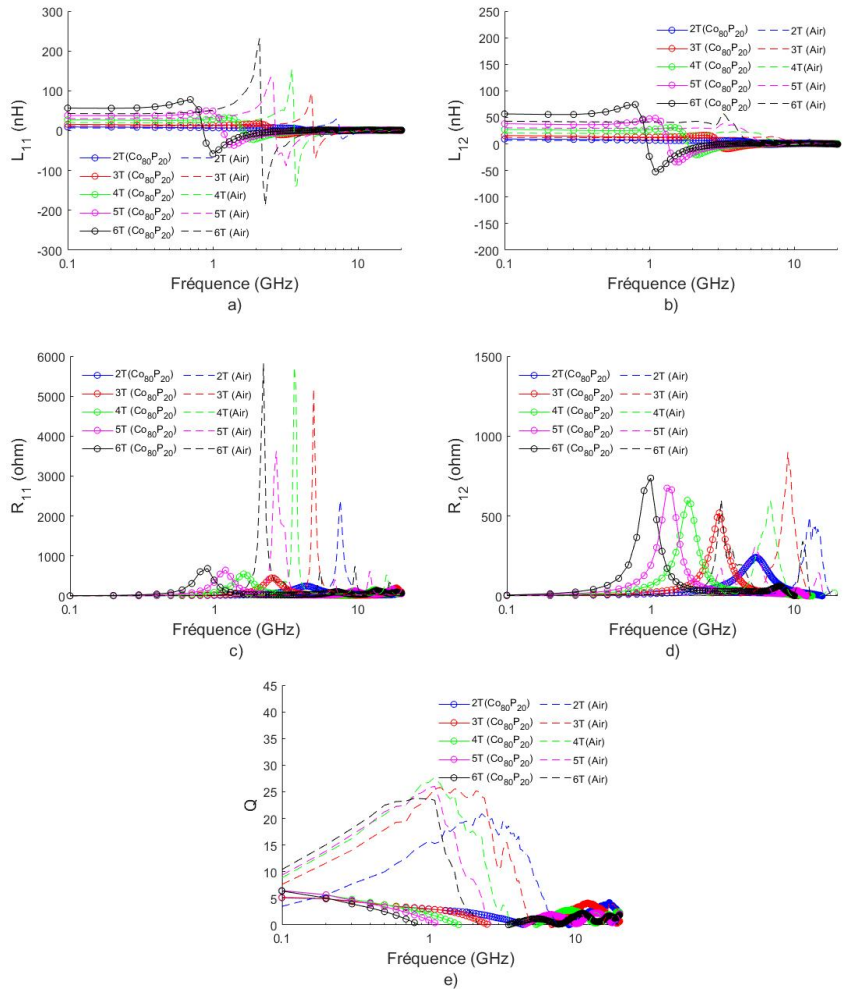 300
200
100
0
-100
-200
-300
L11 (nH)
2T(Co80P20)
3T (Co80P20)
4T (Co80P20)
5T (Co80P20)
6T (Co80P20)
2T (Air)
3T (Air)
4T(Air)
5T (Air)
6T (Air)
0.1
1
10
Fréquence (GHz)
a)
250
200
150
100
50
0
-50
-100
-150
-200
L12 (nH)
2T(Co80P20)
3T (Co80P20)
4T (Co80P20)
5T (Co80P20)
6T (Co80P20)
2T (Air)
3T (Air)
4T(Air)
5T (Air)
6T (Air)
0.1
1
10
Fréquence (GHz)
b)
6000
5000
4000
3000
2000
1000
0
R11 (ohm)
2T(Co80P20)
3T (Co80P20)
4T (Co80P20)
5T (Co80P20)
6T (Co80P20)
2T (Air)
3T (Air)
4T(Air)
5T (Air)
6T (Air)
0.1
1
10
Fréquence (GHz)
c)
1500
1000
500
0
R12 (ohm)
2T(Co80P20)
3T (Co80P20)
4T (Co80P20)
5T (Co80P20)
6T (Co80P20)
2T (Air)
3T (Air)
4T(Air)
5T (Air)
6T (Air)
0.1
1
10
Fréquence (GHz)
d)
45
40
35
30
25
20
15
10
5
0
Q
2T(Co80P20)
3T (Co80P20)
4T (Co80P20)
5T (Co80P20)
6T (Co80P20)
2T (Air)
3T (Air)
4T(Air)
5T (Air)
6T (Air)
0.1
1
10
Fréquence (GHz)
e)